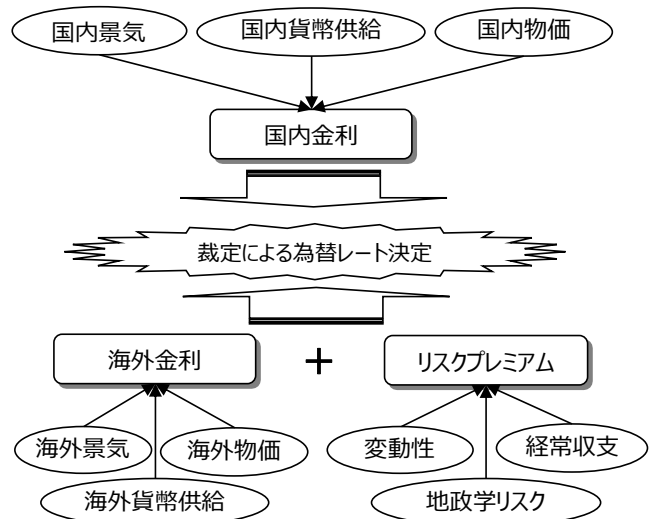 国内景気
国内貨幣供給
国内物価
国内金利
裁定による為替レート決定
海外金利
+
リスクプレミアム
海外景気
海外物価
海外貨幣供給
変動性
経常収支
地政学リスク